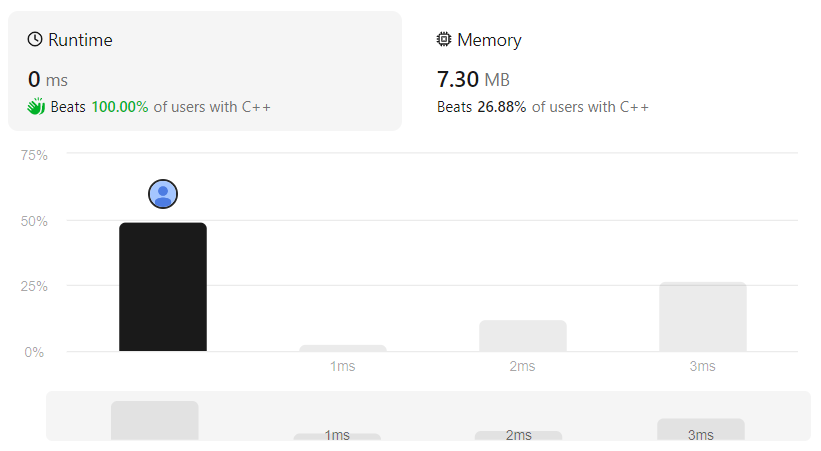 Runtime
0 ms
Beats 100.00% of users with C++
Memory
7.30 MB
Beats 26.88% of users with C++
75%
50%
25%
0%
1ms 2ms 3ms
1ms 2ms 3ms